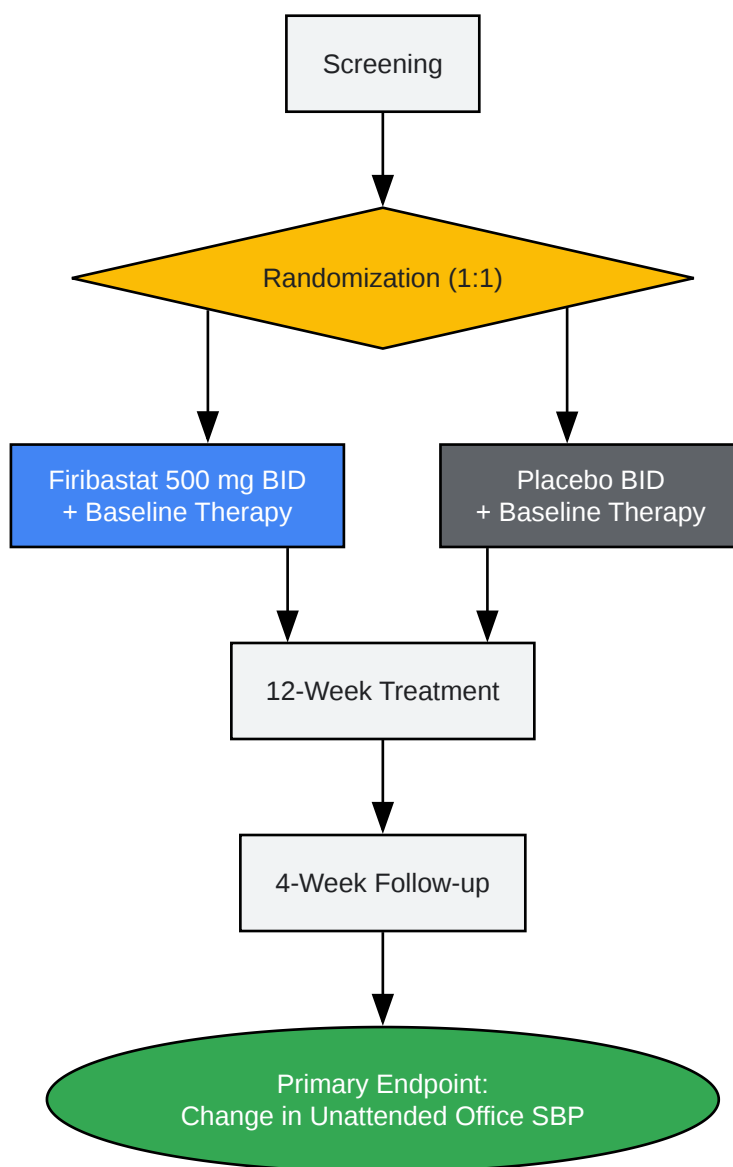 Screening
Randomization (1:1)
Firibastat 500 mg BID
+ Baseline Therapy
Placebo BID
+ Baseline Therapy
12-Week Treatment
4-Week Follow-up
Primary Endpoint:
Change in Unattended Office SBP